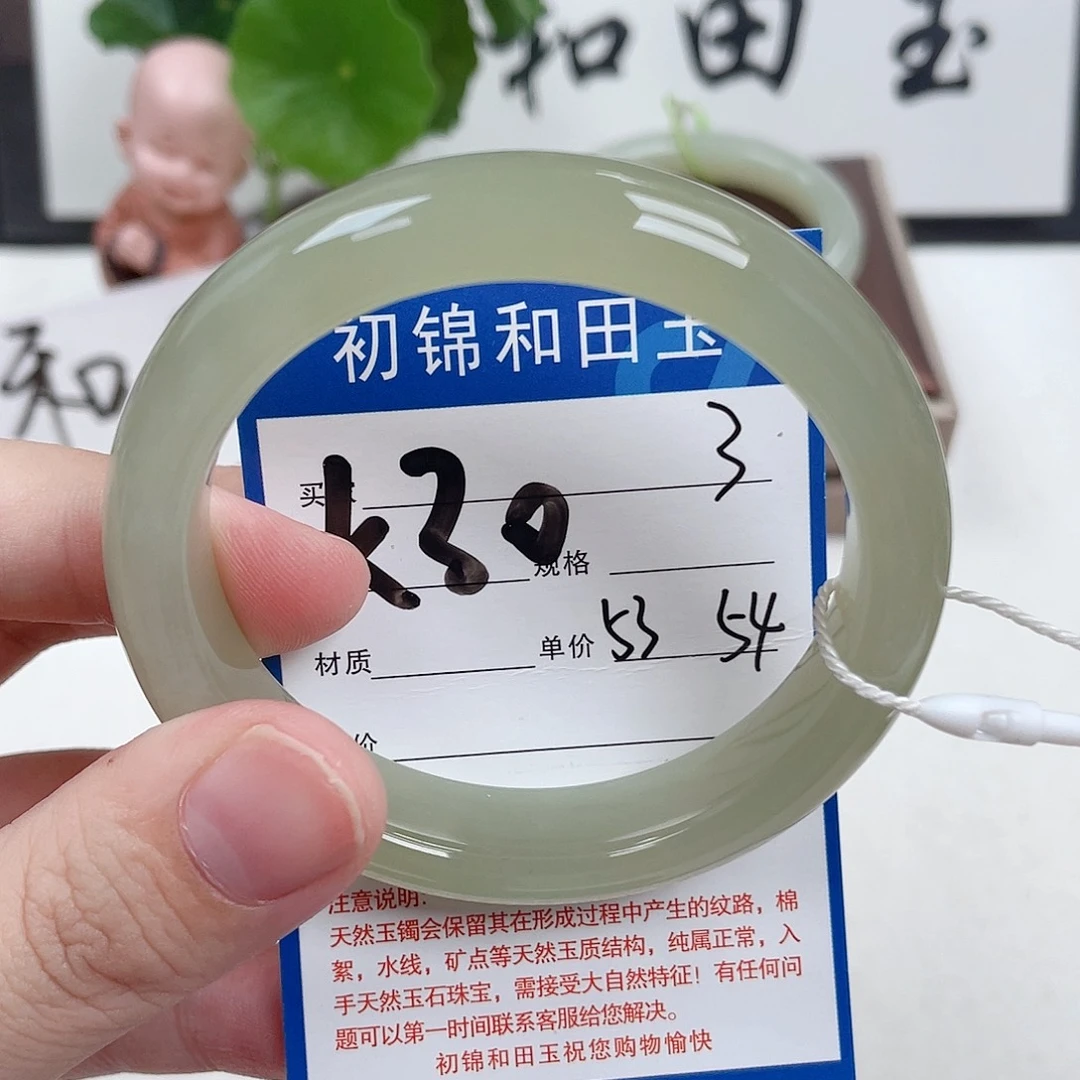 和田玉
和
初锦和田玉
3
买
K30
规格
材质
单价 53 54
价
注意说明:
天然玉镯会保留其在形成过程中产生的纹路，棉
絮，水线，矿点等天然玉质结构，纯属正常，入
手天然玉石珠宝，需接受大自然特征！有任何问
题可以第一时间联系客服给您解决。
初锦和田玉祝您购物愉快